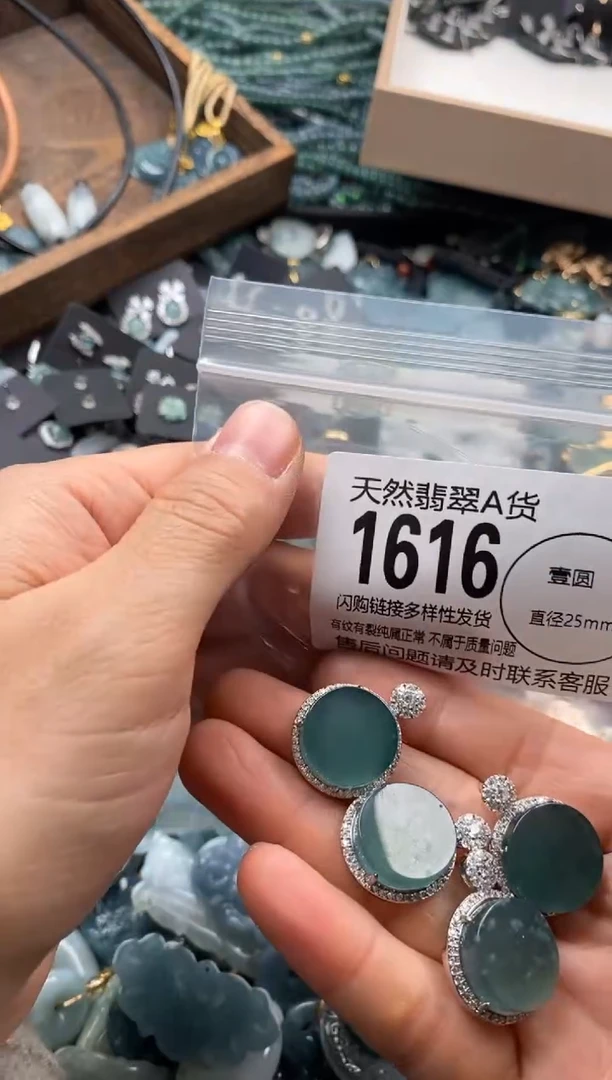 天然翡翠A货
1616
壹圆
直径25mm
闪购链接多样性发货
有纹有裂纯属正常 不属于质量问题
售后问题请及时联系客服